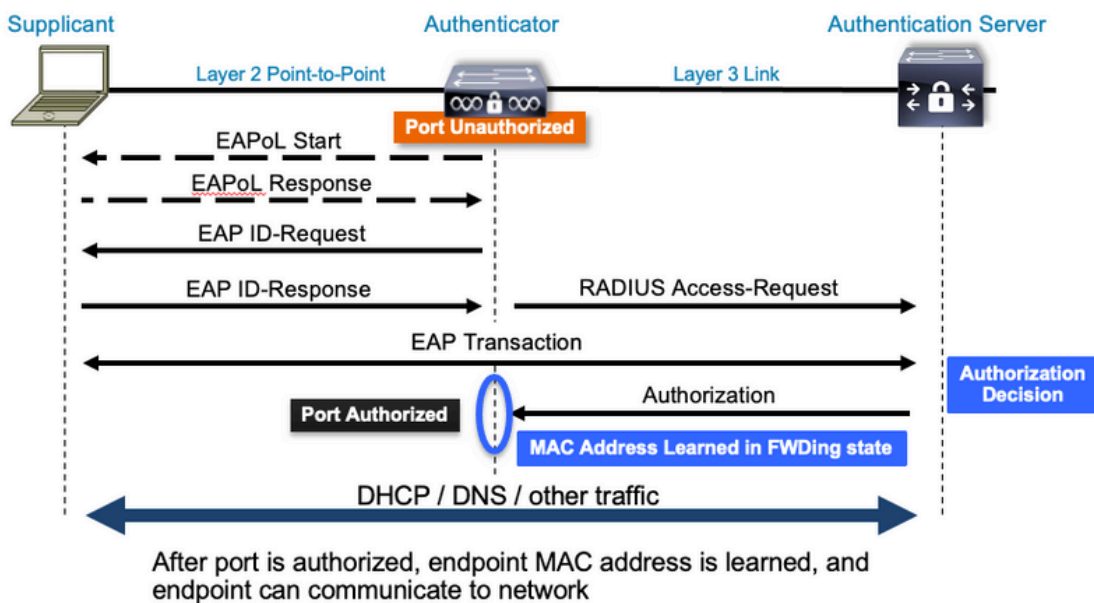 Supplicant
Authenticator
Authentication Server
Layer 2 Point-to-Point
Layer 3 Link
Port Unauthorized
EAPoL Start
EAPoL Response
EAP ID-Request
EAP ID-Response
RADIUS Access-Request
EAP Transaction
Authorization
Decision
Authorization
Port Authorized
MAC Address Learned in FWDing state
DHCP / DNS / other traffic
After port is authorized, endpoint MAC address is learned, and
endpoint can communicate to network